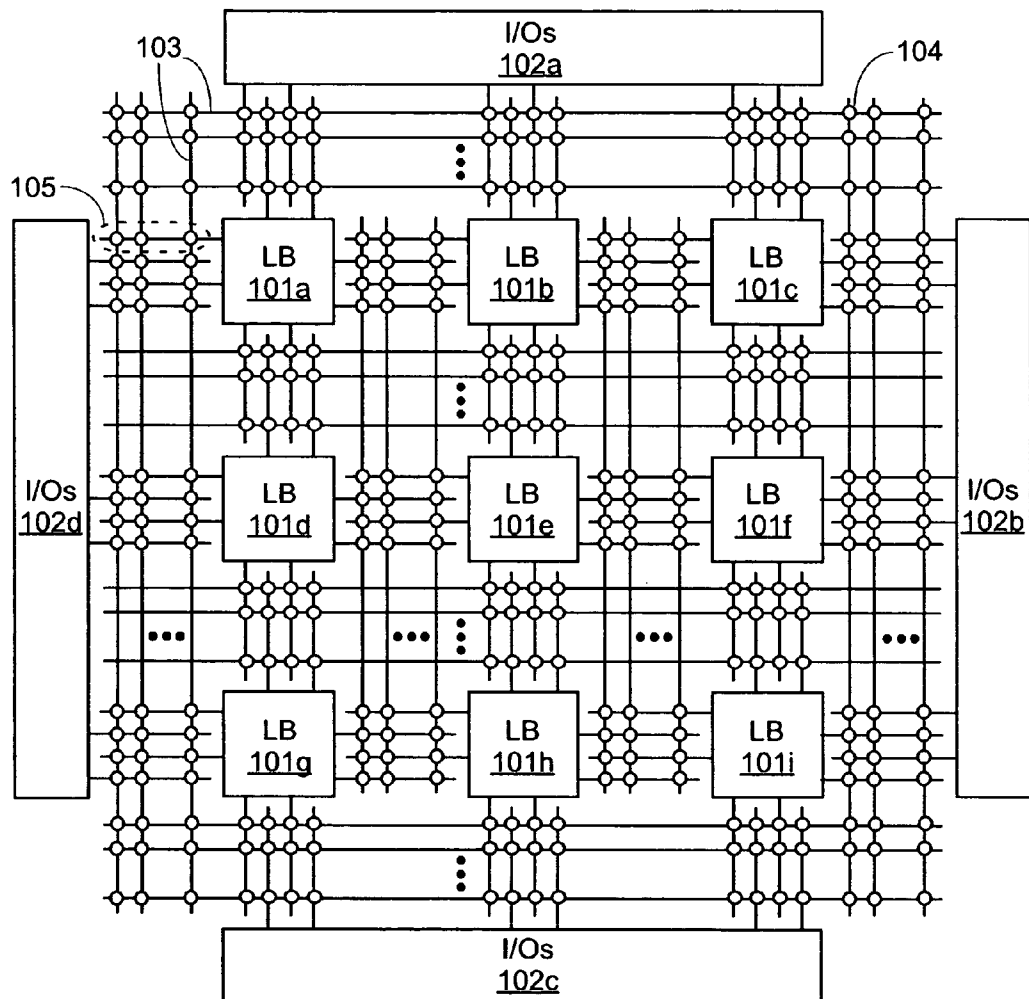 I/Os
102a
103
104
105
LB
101a
LB
101b
LB
101c
I/Os
102d
LB
101d
LB
101e
LB
101f
I/Os
102b
LB
101g
LB
101h
LB
101i
I/Os
102c